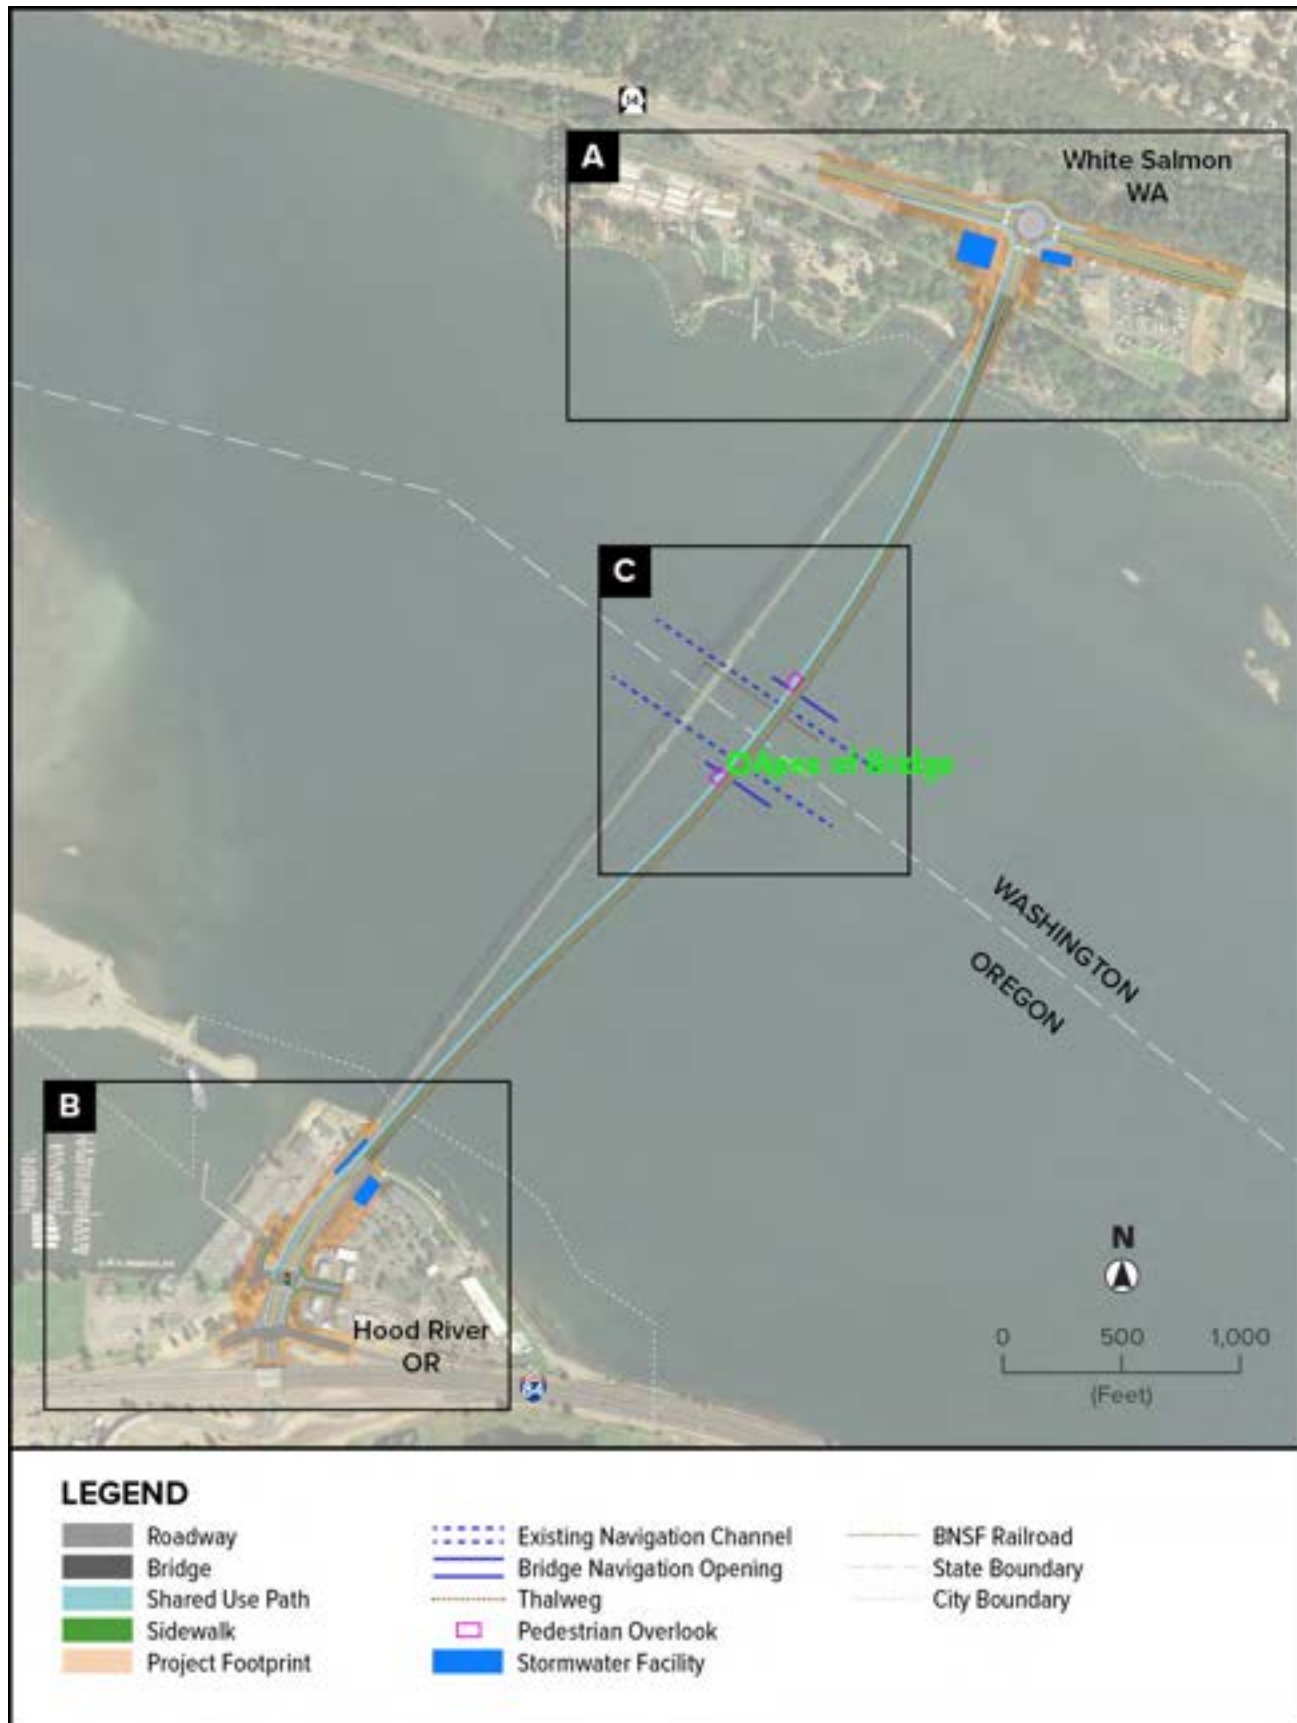 14
A
White Salmon
WA
C
Apex of Bridge
WASHINGTON
OREGON
B
Hood River
OR
84
N
0 500 1,000
(Feet)
LEGEND
Roadway
Bridge
Shared Use Path
Sidewalk
Project Footprint
Existing Navigation Channel
Bridge Navigation Opening
Thalweg
Pedestrian Overlook
Stormwater Facility
BNSF Railroad
State Boundary
City Boundary